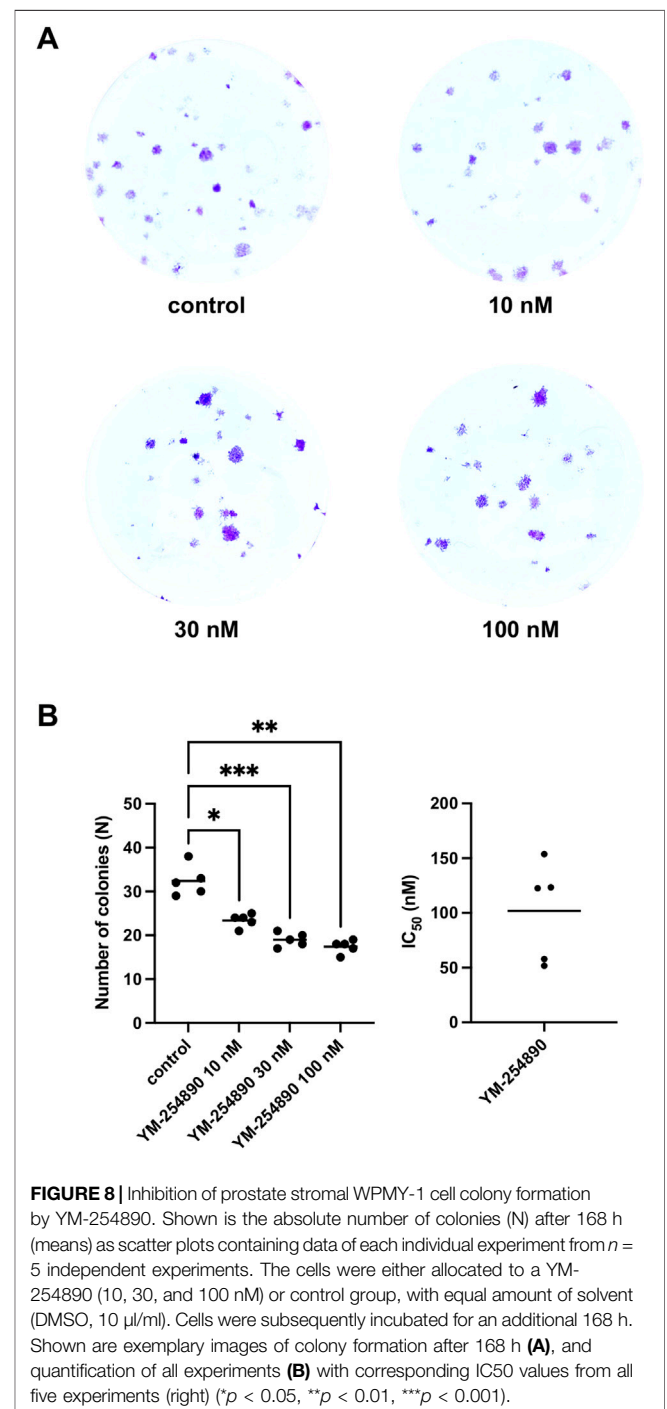 A
control
10 nM
30 nM
100 nM
B
**
***
*
50
40
30
20
10
0
Number of colonies (N)
control
YM-254890 10 nM
YM-254890 30 nM
YM-254890 100 nM
200
150
100
50
0
IC50 (nM)
YM-254890
FIGURE 8 | Inhibition of prostate stromal WPMY-1 cell colony formation
by YM-254890. Shown is the absolute number of colonies (N) after 168 h
(means) as scatter plots containing data of each individual experiment from n =
5 independent experiments. The cells were either allocated to a YM-
254890 (10, 30, and 100 nM) or control group, with equal amount of solvent
(DMSO, 10 µl/ml). Cells were subsequently incubated for an additional 168 h.
Shown are exemplary images of colony formation after 168 h (A), and
quantification of all experiments (B) with corresponding IC50 values from all
five experiments (right) (*p < 0.05, **p < 0.01, ***p < 0.001).